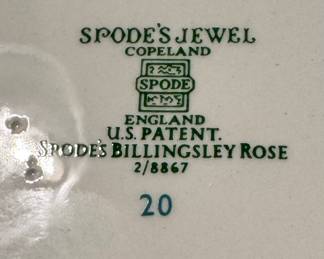 SPODE'S JEWEL
COPELAND
SPODE
ENGLAND
U.S. PATENT.
SPODE'S BILLINGSLEY ROSE
2/8867
20